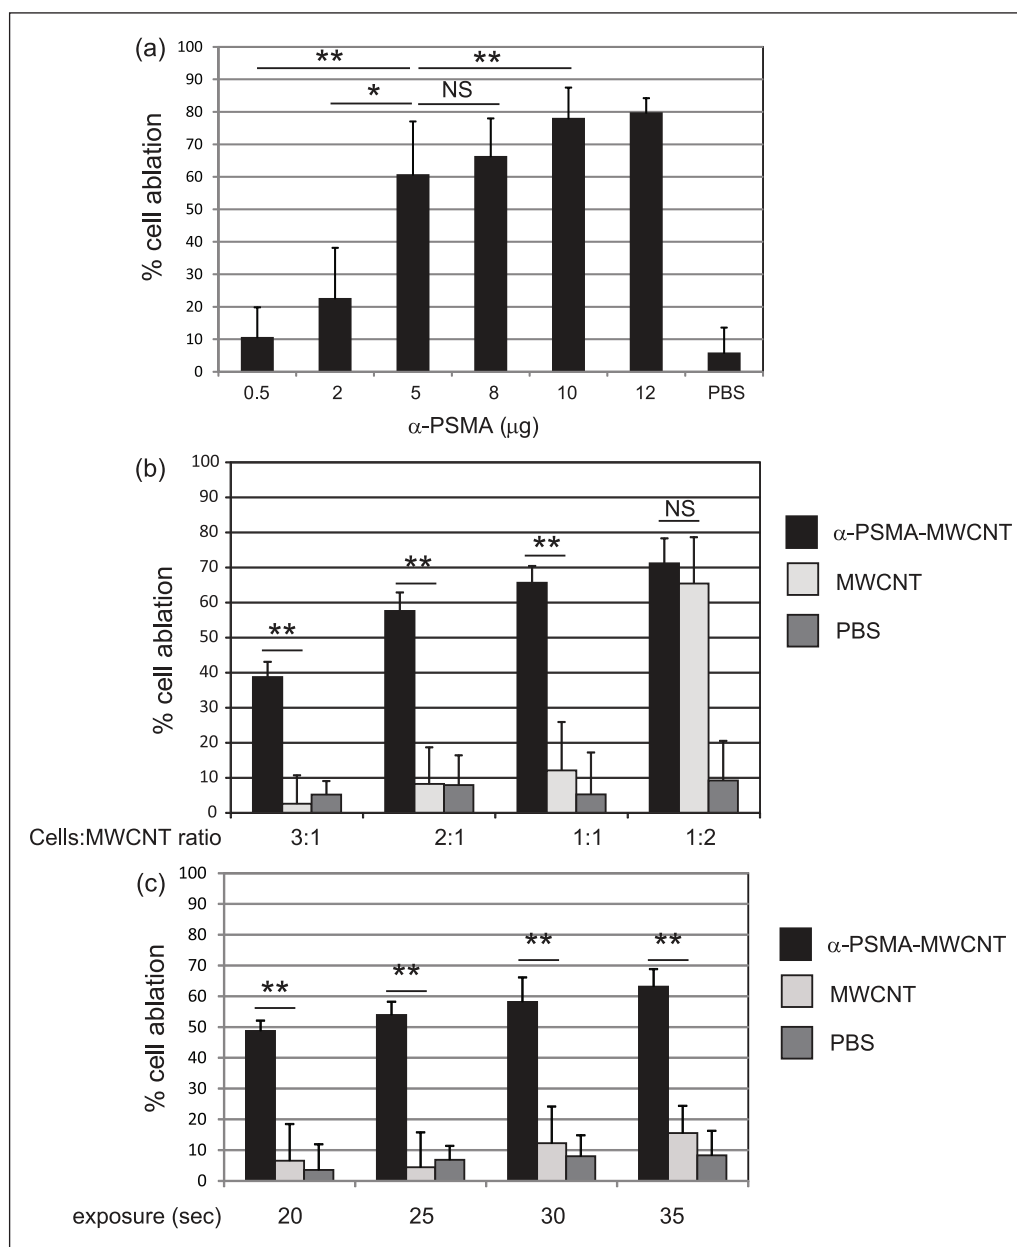 (a)
% cell ablation
100
90
80
70
60
50
40
30
20
10
0
** **
* NS
0.5 2 5 8 10 12 PBS
α-PSMA (μg)
(b)
% cell ablation
100
90
80
70
60
50
40
30
20
10
0
** ** ** NS
Cells:MWCNT ratio 3:1 2:1 1:1 1:2
α-PSMA-MWCNT
MWCNT
PBS
(c)
% cell ablation
100
90
80
70
60
50
40
30
20
10
0
** ** ** **
exposure (sec) 20 25 30 35
α-PSMA-MWCNT
MWCNT
PBS